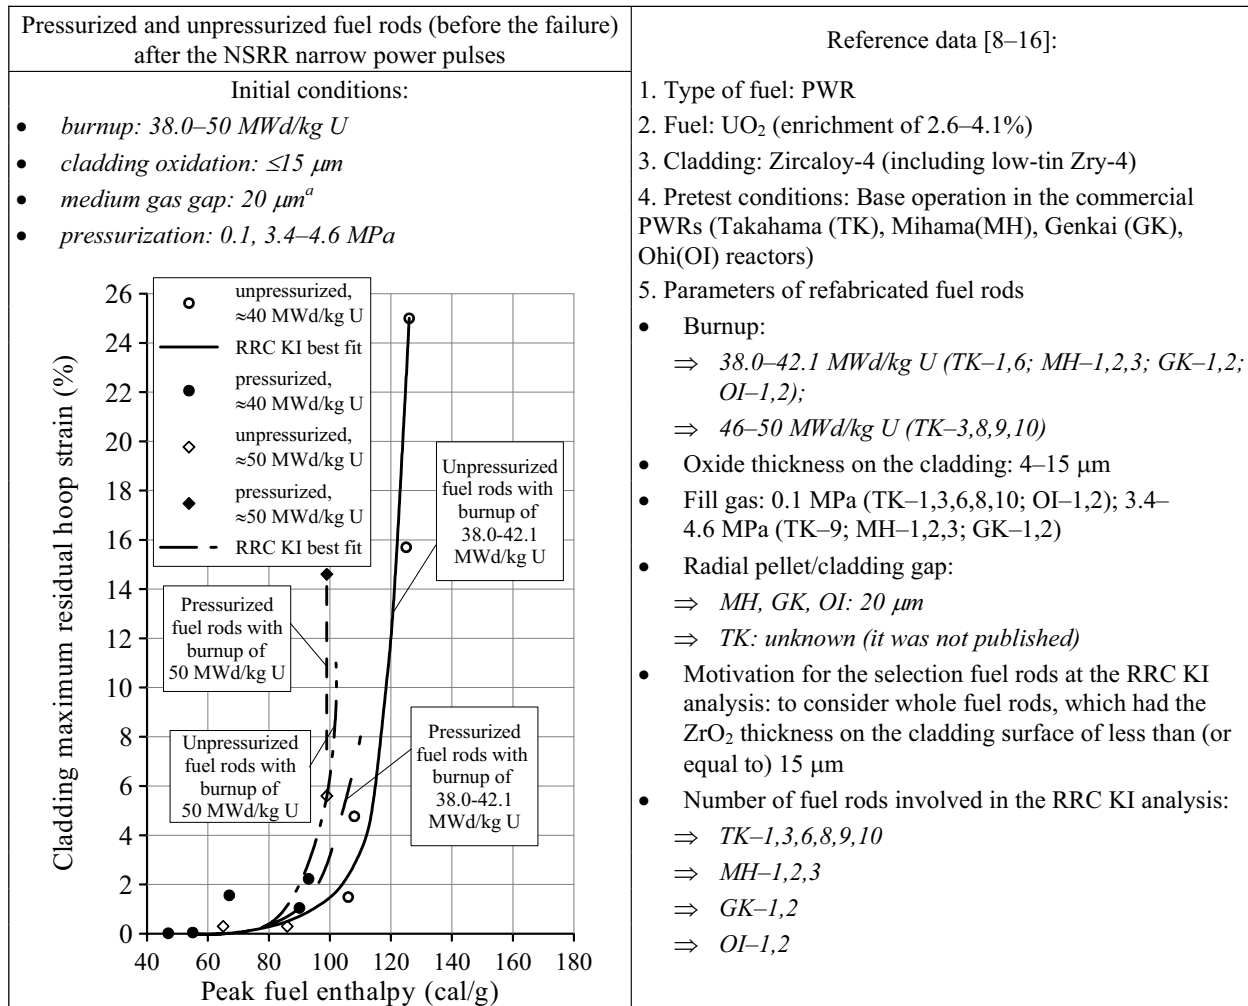 Pressurized and unpressurized fuel rods (before the failure)
after the NSRR narrow power pulses
Initial conditions:
• burnup: 38.0–50 MWd/kg U
• cladding oxidation: ≤15 μm
• medium gas gap: 20 μmᵃ
• pressurization: 0.1, 3.4–4.6 MPa
Cladding maximum residual hoop strain (%)
26
24
22
20
18
16
14
12
10
8
6
4
2
0
unpressurized,
≈40 MWd/kg U
RRC KI best fit
pressurized,
≈40 MWd/kg U
unpressurized,
≈50 MWd/kg U
pressurized,
≈50 MWd/kg U
RRC KI best fit
Unpressurized
fuel rods with
burnup of
38.0-42.1
MWd/kg U
Pressurized
fuel rods with
burnup of
50 MWd/kg U
Unpressurized
fuel rods with
burnup of
50 MWd/kg U
Pressurized
fuel rods with
burnup of
38.0-42.1
MWd/kg U
40 60 80 100 120 140 160 180
Peak fuel enthalpy (cal/g)
Reference data [8–16]:
1. Type of fuel: PWR
2. Fuel: UO₂ (enrichment of 2.6–4.1%)
3. Cladding: Zircaloy-4 (including low-tin Zry-4)
4. Pretest conditions: Base operation in the commercial
PWRs (Takahama (TK), Mihama(MH), Genkai (GK),
Ohi(OI) reactors)
5. Parameters of refabricated fuel rods
• Burnup:
⇒ 38.0–42.1 MWd/kg U (TK–1,6; MH–1,2,3; GK–1,2;
OI–1,2);
⇒ 46–50 MWd/kg U (TK–3,8,9,10)
• Oxide thickness on the cladding: 4–15 μm
• Fill gas: 0.1 MPa (TK–1,3,6,8,10; OI–1,2); 3.4–
4.6 MPa (TK–9; MH–1,2,3; GK–1,2)
• Radial pellet/cladding gap:
⇒ MH, GK, OI: 20 μm
⇒ TK: unknown (it was not published)
• Motivation for the selection fuel rods at the RRC KI
analysis: to consider whole fuel rods, which had the
ZrO₂ thickness on the cladding surface of less than (or
equal to) 15 μm
• Number of fuel rods involved in the RRC KI analysis:
⇒ TK–1,3,6,8,9,10
⇒ MH–1,2,3
⇒ GK–1,2
⇒ OI–1,2